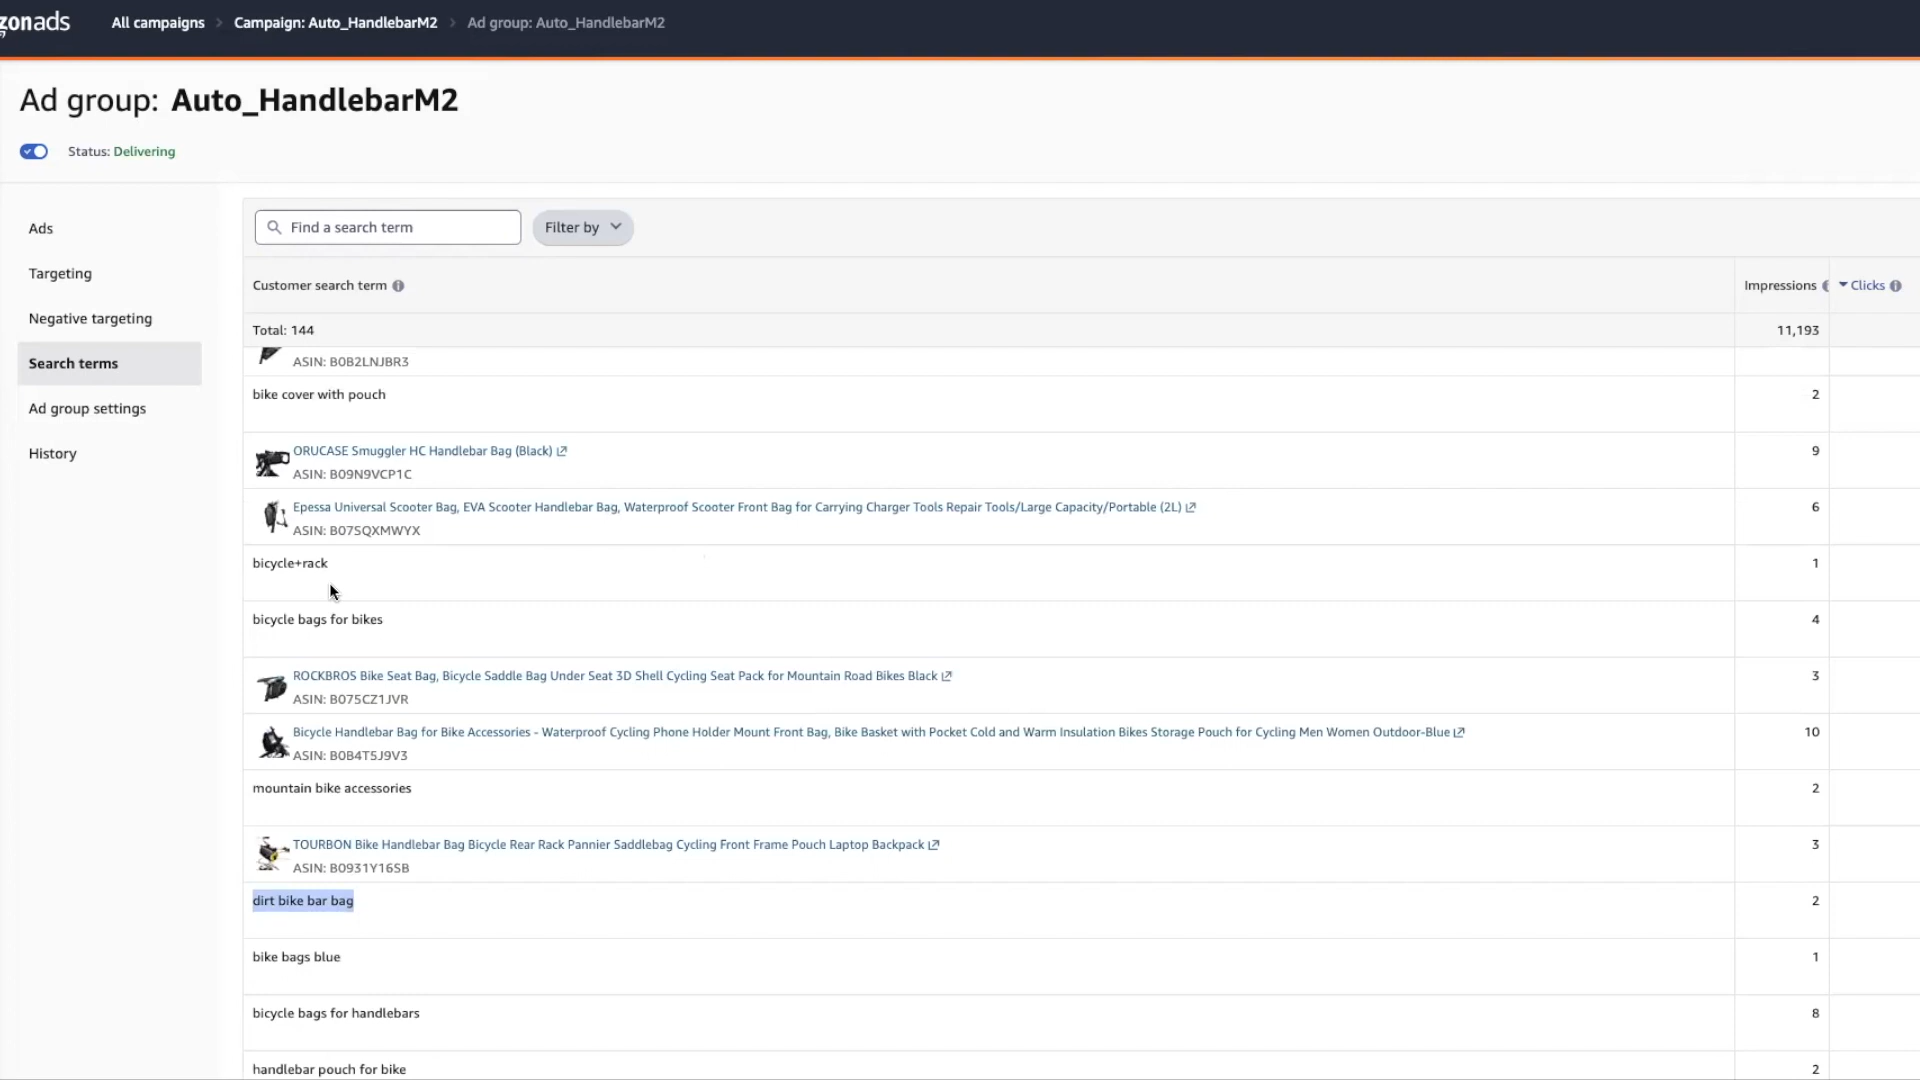 zonads All campaigns Campaign: Auto_HandlebarM2 Ad group: Auto_HandlebarM2
Ad group: Auto_HandlebarM2
Status: Delivering
Ads
Targeting
Negative targeting
Search terms
Ad group settings
History
Find a search term Filter by
Customer search term Impressions Clicks
Total: 144 11,193
ASIN: B0B2LNJBR3
bike cover with pouch 2
ORUCASE Smuggler HC Handlebar Bag (Black) 9
ASIN: B09N9VCP1C
Epessa Universal Scooter Bag, EVA Scooter Handlebar Bag, Waterproof Scooter Front Bag for Carrying Charger Tools Repair Tools/Large Capacity/Portable (2L) 6
ASIN: B07SQXMWYX
bicycle+rack 1
bicycle bags for bikes 4
ROCKBROS Bike Seat Bag, Bicycle Saddle Bag Under Seat 3D Shell Cycling Seat Pack for Mountain Road Bikes Black 3
ASIN: B075CZ1JVR
Bicycle Handlebar Bag for Bike Accessories - Waterproof Cycling Phone Holder Mount Front Bag, Bike Basket with Pocket Cold and Warm Insulation Bikes Storage Pouch for Cycling Men Women Outdoor-Blue 10
ASIN: B0B4T5J9V3
mountain bike accessories 2
TOURBON Bike Handlebar Bag Bicycle Rear Rack Pannier Saddlebag Cycling Front Frame Pouch Laptop Backpack 3
ASIN: B0931Y16SB
dirt bike bar bag 2
bike bags blue 1
bicycle bags for handlebars 8
handlebar pouch for bike 2